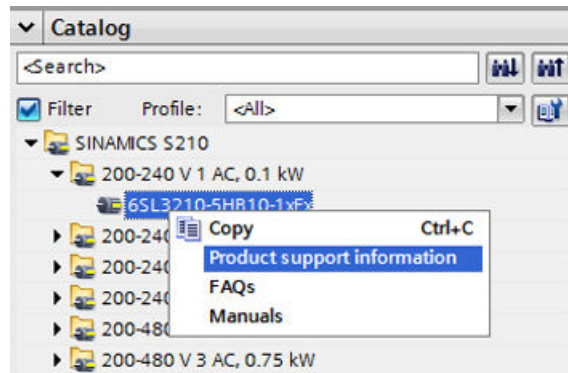 Catalog
<Search>
Filter Profile: <All>
SINAMICS S210
200-240 V 1 AC, 0.1 kW
6SL3210-5HB10-1xFx
Copy Ctrl+C
200-240
Product support information
200-240
FAQs
200-240
Manuals
200-480
200-480 V 3 AC, 0.75 kW